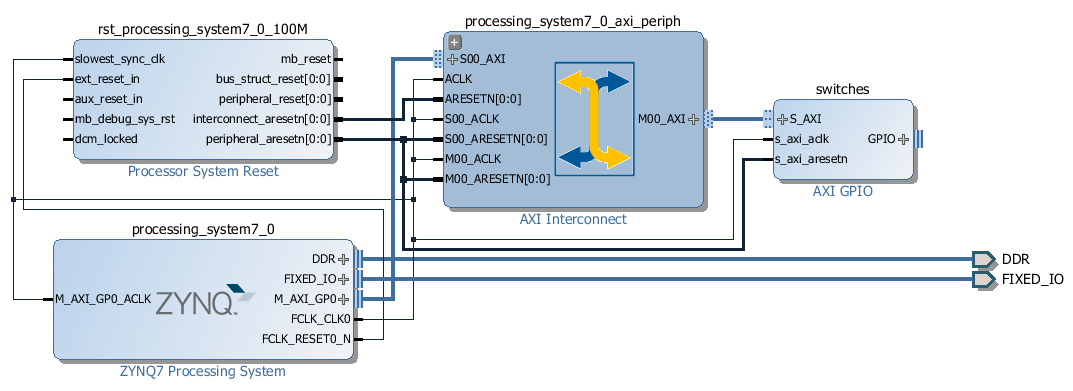 rst_processing_system7_0_100M
slowest_sync_clk
ext_reset_in
aux_reset_in
mb_debug_sys_rst
dcm_locked
mb_reset
bus_struct_reset[0:0]
peripheral_reset[0:0]
interconnect_aresetn[0:0]
peripheral_aresetn[0:0]
Processor System Reset
processing_system7_0_axi_periph
S00_AXI
ACLK
ARESETN[0:0]
S00_ACLK
S00_ARESETN[0:0]
M00_ACLK
M00_ARESETN[0:0]
M00_AXI
AXI Interconnect
switches
S_AXI
s_axi_aclk
s_axi_aresetn
GPIO
AXI GPIO
processing_system7_0
M_AXI_GP0_ACLK
ZYNQ™
DDR
FIXED_IO
M_AXI_GP0
FCLK_CLK0
FCLK_RESET0_N
ZYNQ7 Processing System
DDR
FIXED_IO